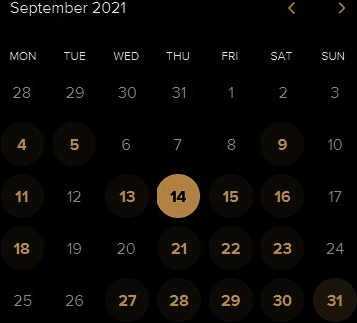 September 2021
MON TUE WED THU FRI SAT SUN
28 29 30 31 1 2 3
4 5 6 7 8 9 10
11 12 13 14 15 16 17
18 19 20 21 22 23 24
25 26 27 28 29 30 31